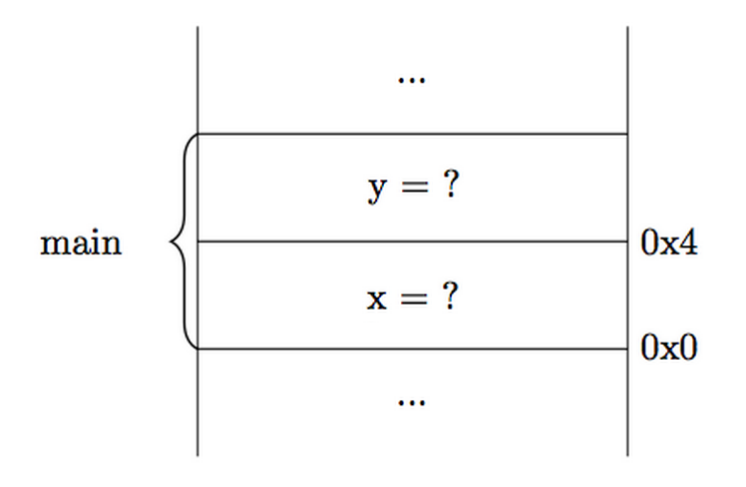 ...
y = ?
main
0x4
x = ?
0x0
...